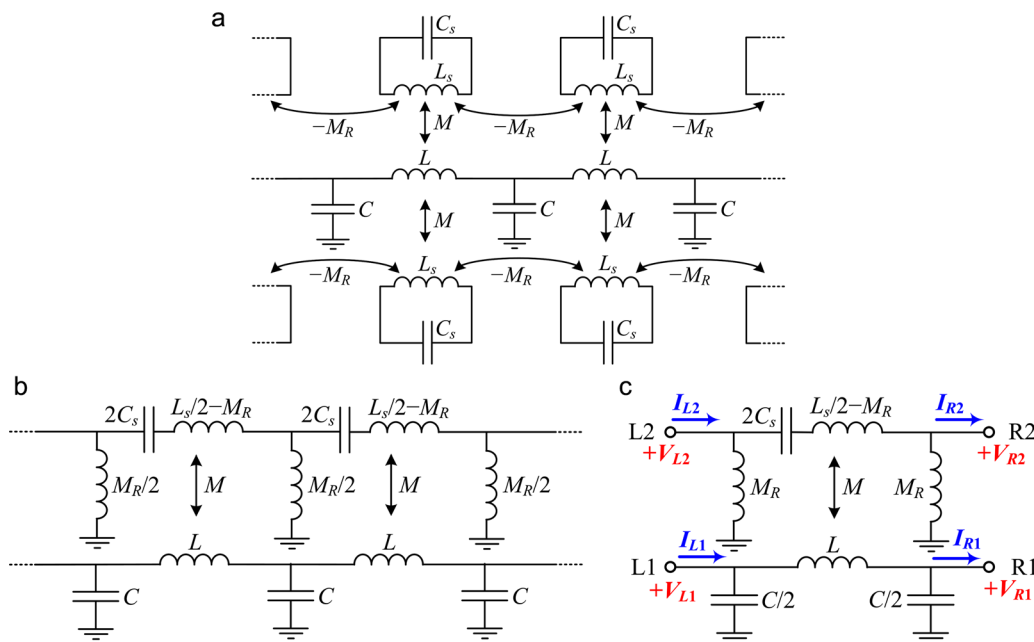 a
C_s C_s
L_s L_s
−M_R M −M_R M −M_R
L L
C M C M C
−M_R L_s −M_R L_s −M_R
C_s C_s
b
2C_s L_s/2−M_R 2C_s L_s/2−M_R
M_R/2 M M_R/2 M M_R/2
L L
C C C
c
I_L2 L_s/2−M_R I_R2
2C_s
L2 R2
+V_L2 +V_R2
M_R M M_R
I_L1 L I_R1
L1 R1
+V_L1 +V_R1
C/2 C/2